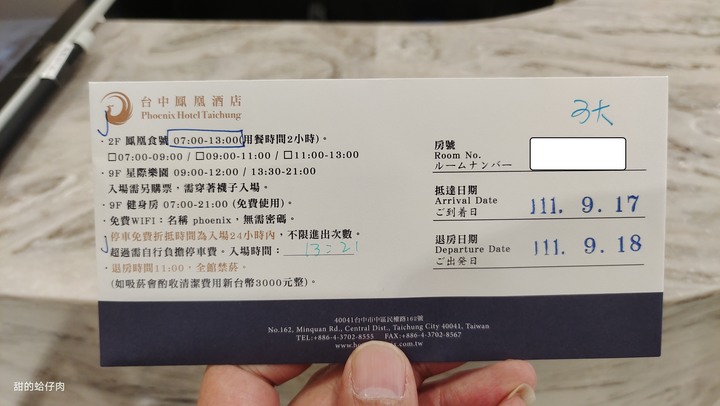 台中鳳凰酒店
Phoenix Hotel Taichung
3大
· 2F 鳳凰食號 07:00-13:00(用餐時間2小時)。
□07:00-09:00 / □09:00-11:00 / □11:00-13:00
· 9F 星際樂園 09:00-12:00 / 13:30-21:00
入場需另購票，需穿著襪子入場。
· 9F 健身房 07:00-21:00 (免費使用)。
· 免費WIFI：名稱 phoenix，無需密碼。
· 停車免費折抵時間為入場24小時內，不限進出次數。
超過需自行負擔停車費。入場時間： 13:21
· 退房時間11:00，全館禁菸。
(如吸菸會酌收清潔費用新台幣3000元整)。
房號
Room No.
ルームナンバー
抵達日期
Arrival Date
ご到着日
111. 9.17
退房日期
Departure Date
ご出発日
111. 9.18
40041台中市中區民權路162號
No.162, Minquan Rd., Central Dist., Taichung City 40041, Taiwan
TEL:+886-4-3702-8555 FAX:+886-4-3702-8567
甜的蛤仔肉